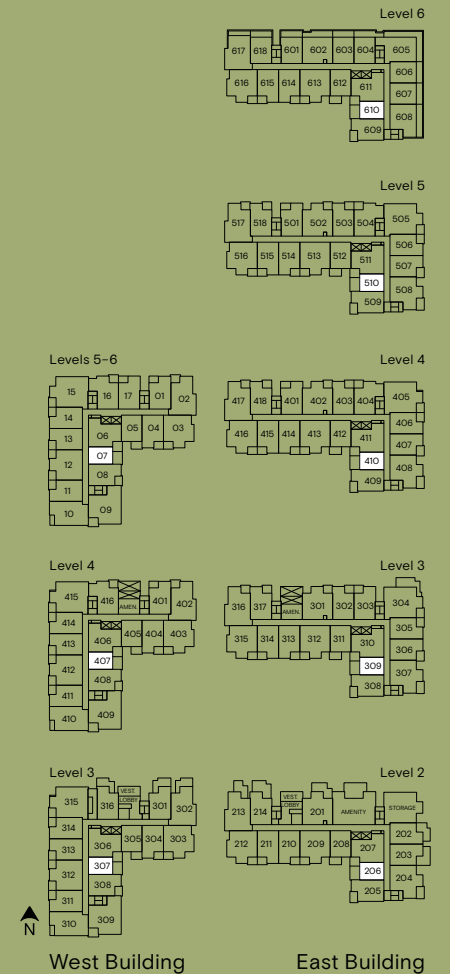 Level 6
617 618 601 602 603 604 605
606
616 615 614 613 612 611
607
610 608
609
Level 5
517 518 501 502 503 504 505
506
516 515 514 513 512 511
507
510 508
509
Levels 5–6
15 16 17 01 02
14
05 04 03
13 06
07
12 08
11
10 09
Level 4
417 418 401 402 403 404 405
406
416 415 414 413 412 411
407
410 408
409
Level 4
415 416 AMEN. 401 402
414
405 404 403
413 406
407
412 408
411
410 409
Level 3
316 317 AMEN. 301 302 303 304
305
315 314 313 312 311 310
306
309 307
308
Level 3
315 316 VEST.
LOBBY 301 302
314
305 304 303
313 306
307
312 308
311
310 309
Level 2
213 214 VEST.
LOBBY 201 AMENITY STORAGE
202
212 211 210 209 208 207
203
206 204
205
N
West Building
East Building